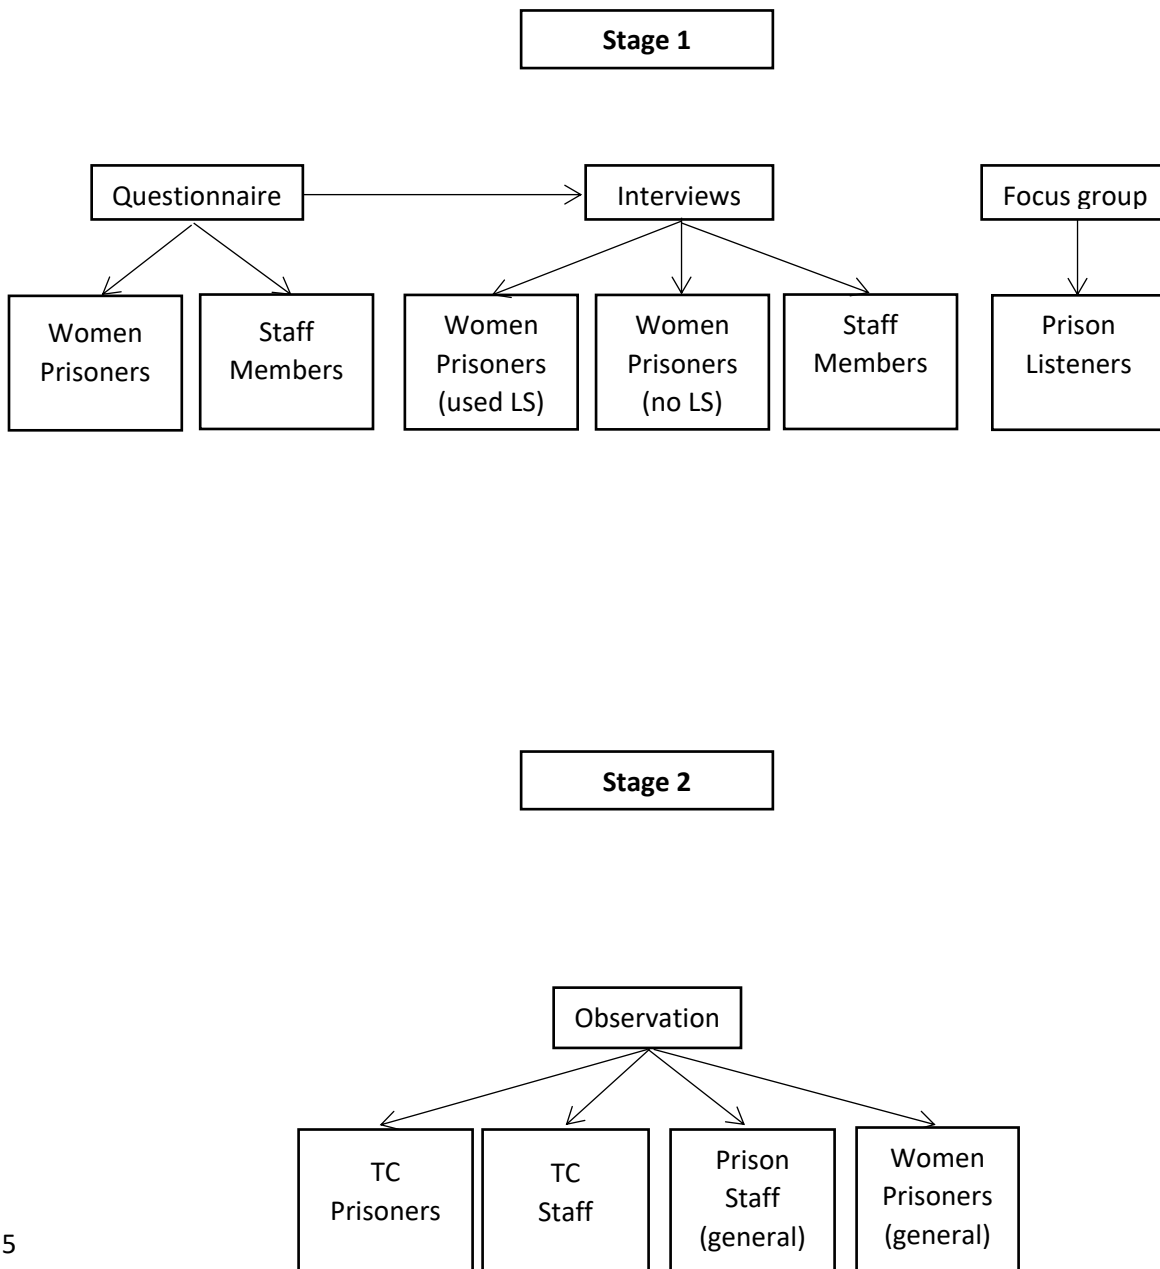 Stage 1
Questionnaire
Interviews
Focus group
Women
Prisoners
Staff
Members
Women
Prisoners
(used LS)
Women
Prisoners
(no LS)
Staff
Members
Prison
Listeners
Stage 2
Observation
TC
Prisoners
TC
Staff
Prison
Staff
(general)
Women
Prisoners
(general)
5